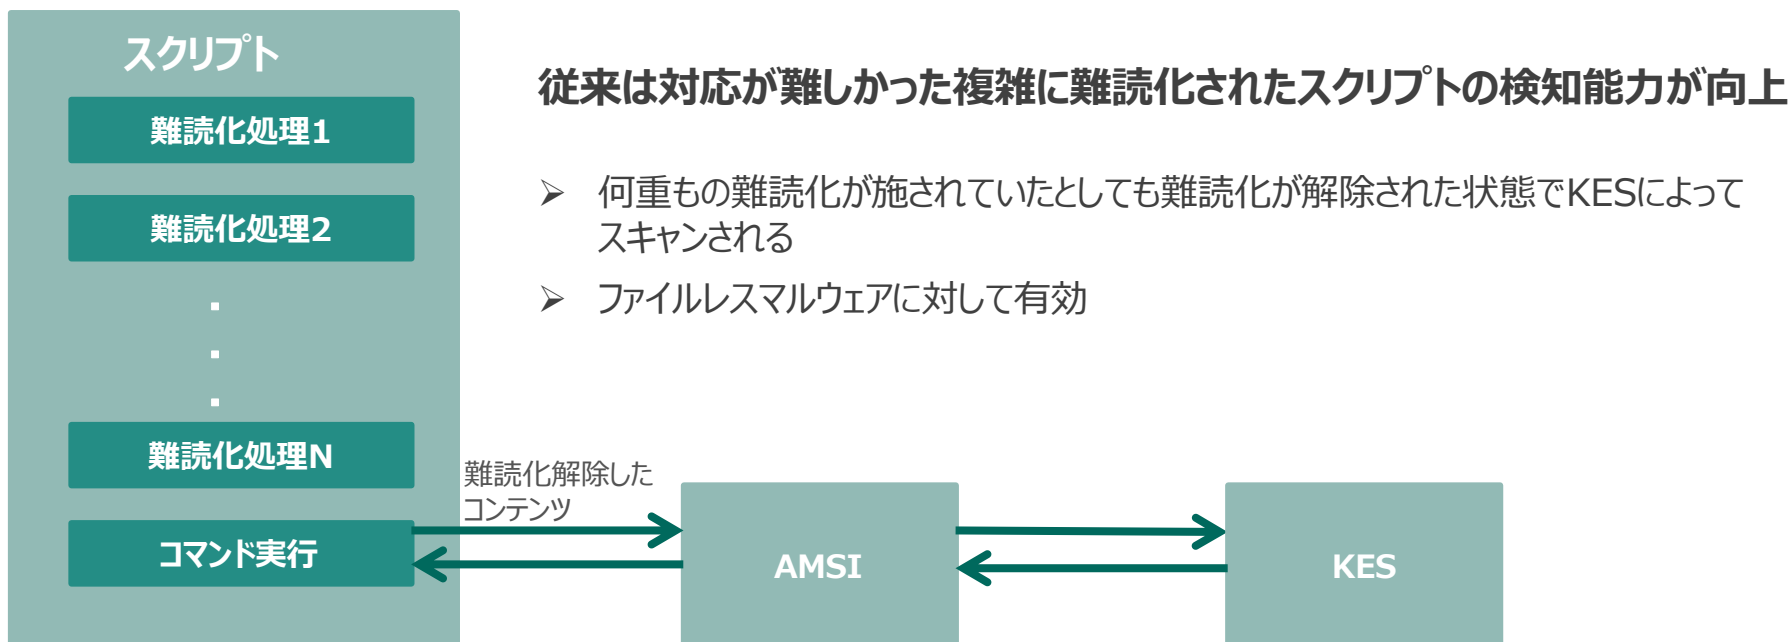 スクリプト
難読化処理1
難読化処理2
.
.
.
難読化処理N
コマンド実行
従来は対応が難しかった複雑に難読化されたスクリプトの検知能力が向上
➢ 何重もの難読化が施されていたとしても難読化が解除された状態でKESによって
スキャンされる
➢ ファイルレスマルウェアに対して有効
難読化解除した
コンテンツ
AMSI
KES